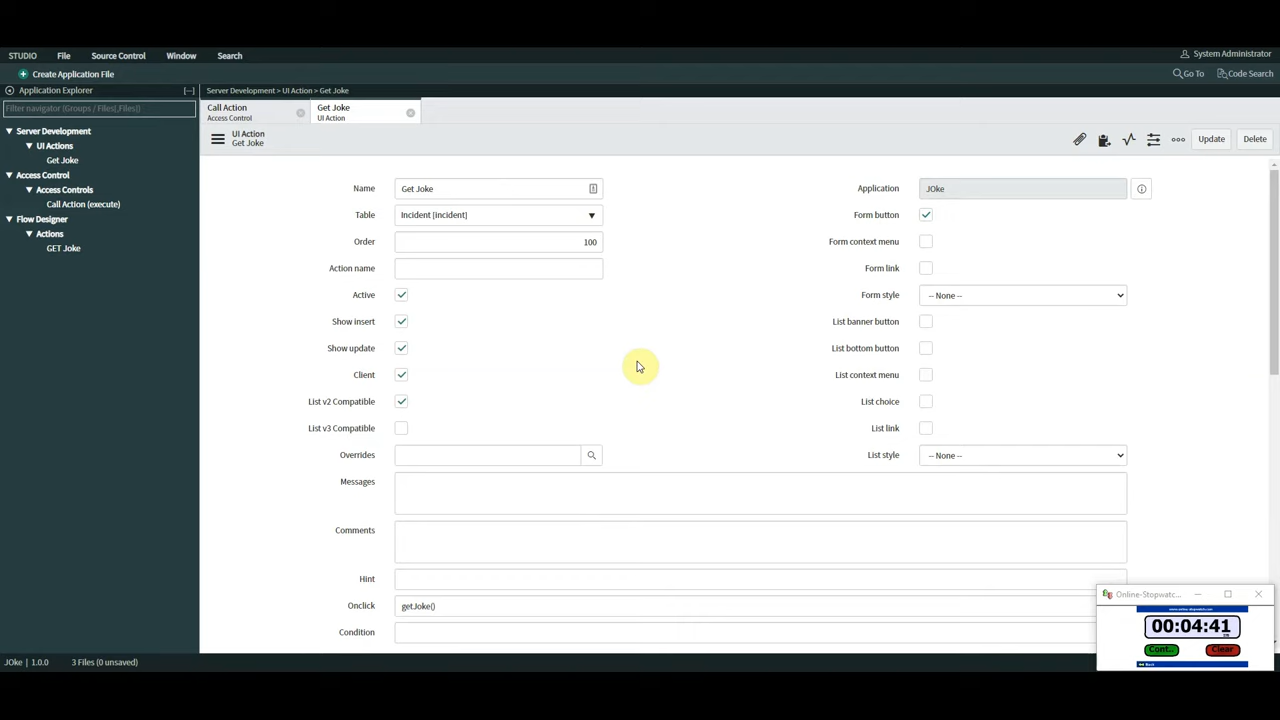 STUDIO File Source Control Window Search System Administrator
Create Application File Go To Code Search
Application Explorer Server Development > UI Action > Get Joke
Filter navigator (Groups / Files[,Files])
Call Action
Access Control
Get Joke
UI Action
UI Action
Get Joke
Update Delete
Server Development
UI Actions
Get Joke
Access Control
Access Controls
Call Action (execute)
Flow Designer
Actions
GET Joke
Name Get Joke
Table Incident [incident]
Order 100
Action name
Active
Show insert
Show update
Client
List v2 Compatible
List v3 Compatible
Overrides
Application JOke
Form button
Form context menu
Form link
Form style -- None --
List banner button
List bottom button
List context menu
List choice
List link
List style -- None --
Messages
Comments
Hint
Onclick getJoke()
Condition
Online-Stopwatc...
00:04:41
Cont.. Clear
Back
JOke | 1.0.0 3 Files (0 unsaved)